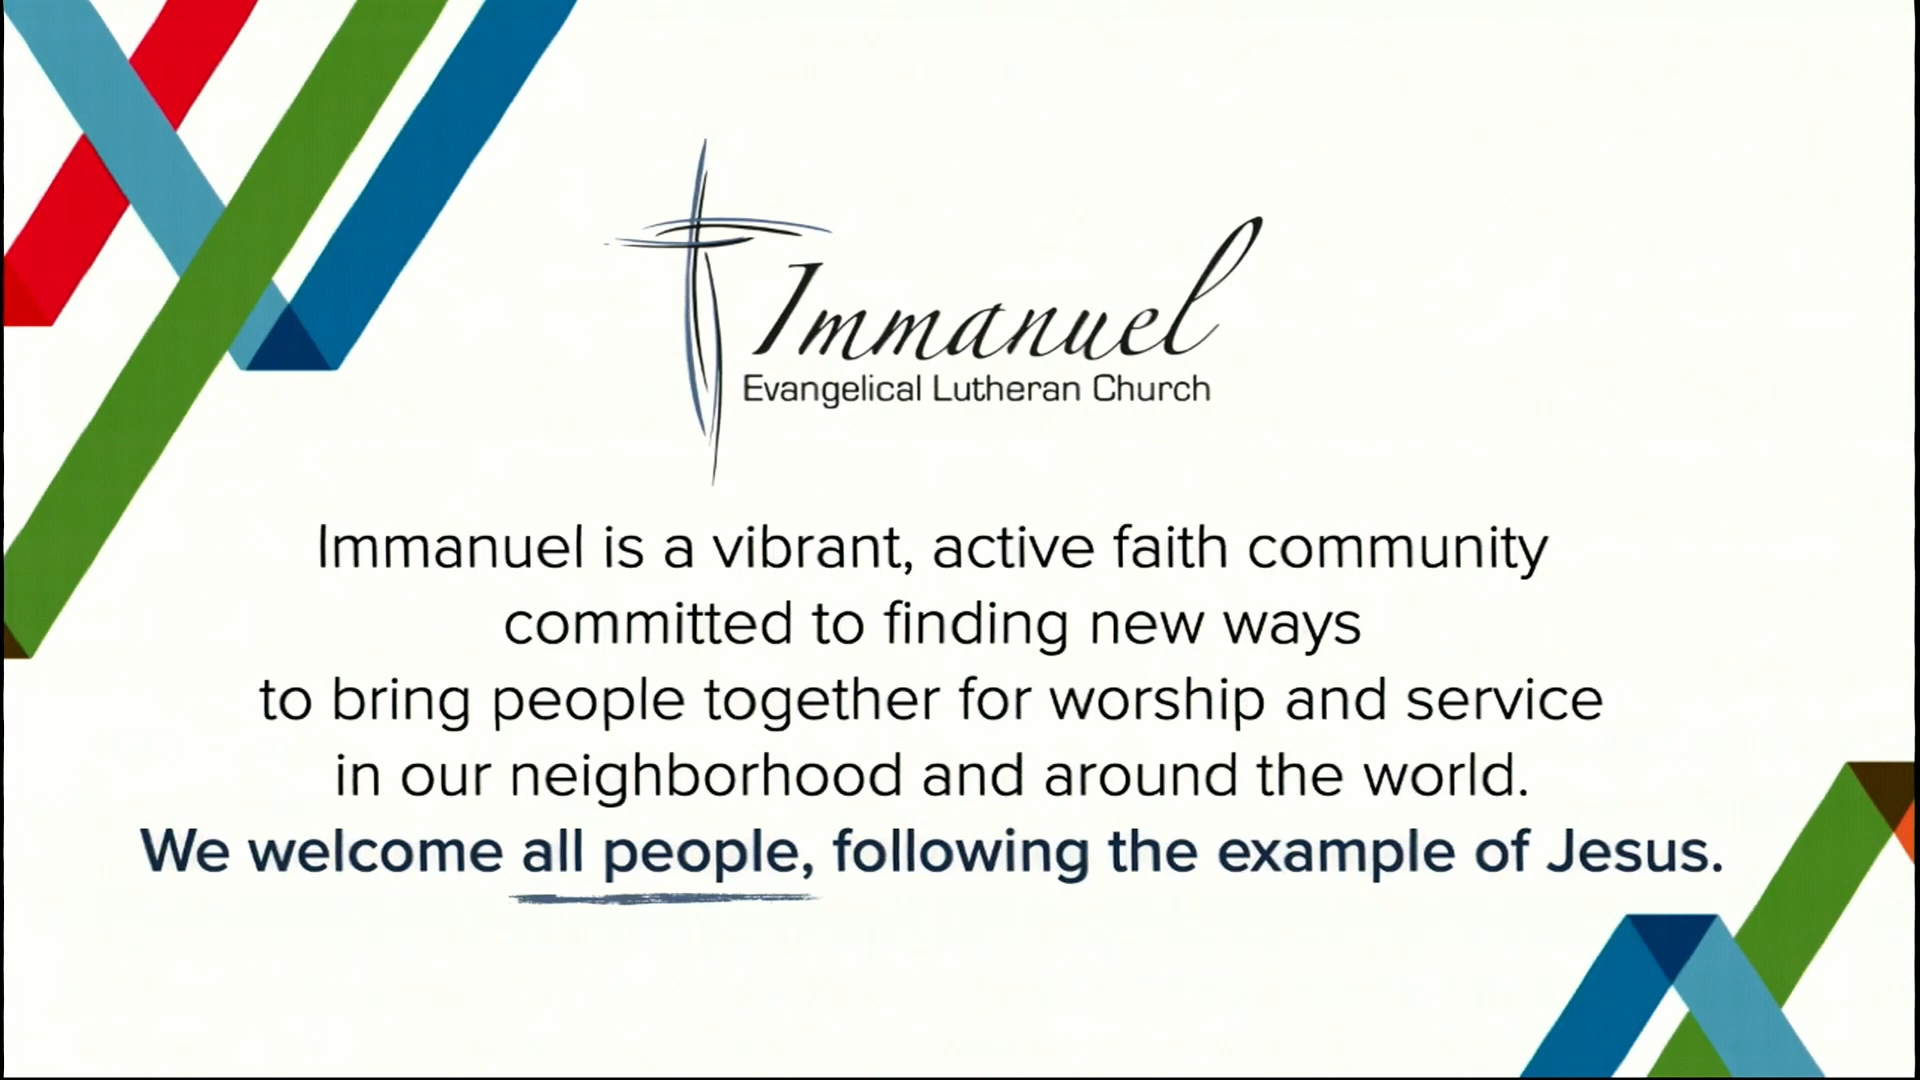 Immanuel
Evangelical Lutheran Church
Immanuel is a vibrant, active faith community
committed to finding new ways
to bring people together for worship and service
in our neighborhood and around the world.
We welcome all people, following the example of Jesus.